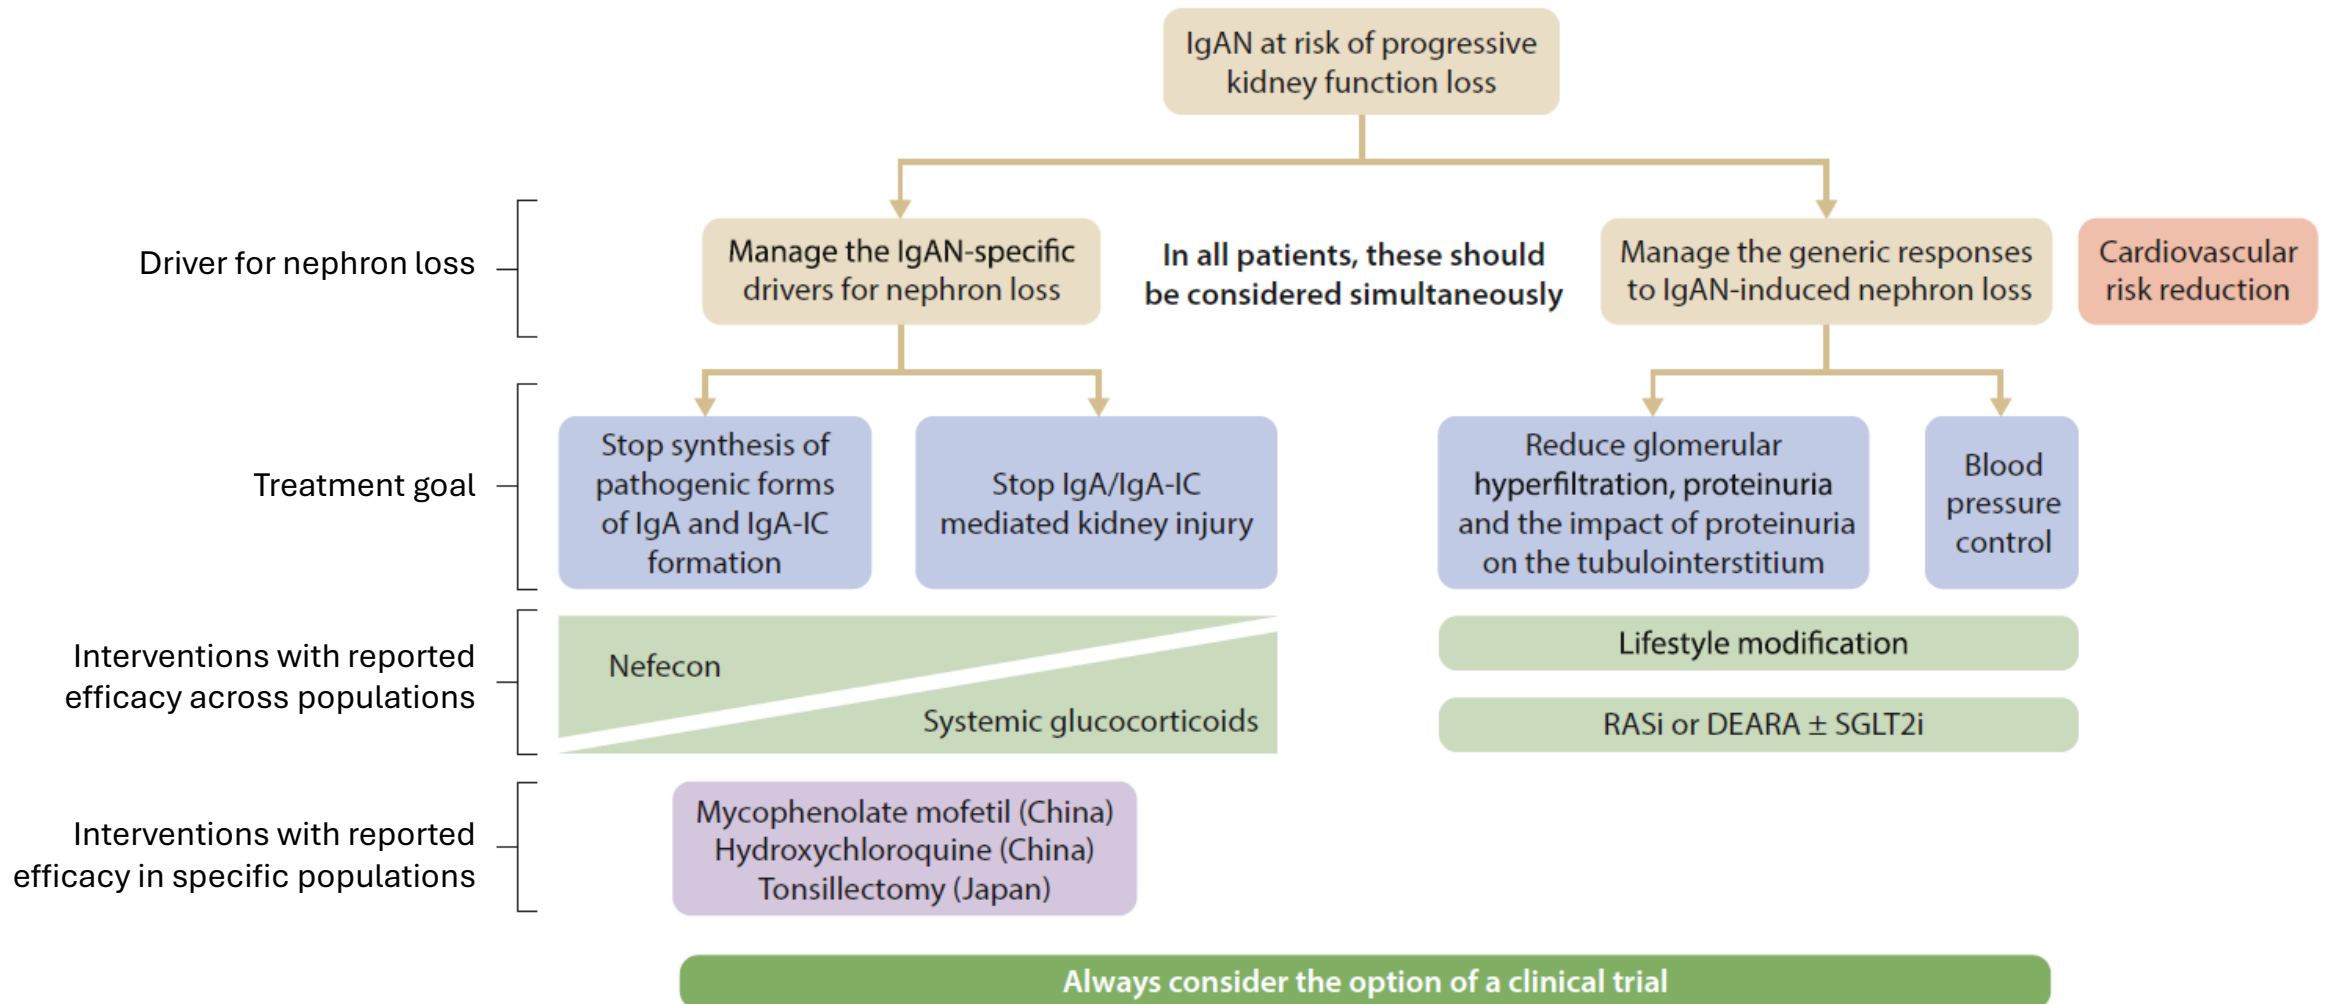 IgAN at risk of progressive
kidney function loss
Driver for nephron loss
Manage the IgAN-specific
drivers for nephron loss
In all patients, these should
be considered simultaneously
Manage the generic responses
to IgAN-induced nephron loss
Cardiovascular
risk reduction
Treatment goal
Stop synthesis of
pathogenic forms
of IgA and IgA-IC
formation
Stop IgA/IgA-IC
mediated kidney injury
Reduce glomerular
hyperfiltration, proteinuria
and the impact of proteinuria
on the tubulointerstitium
Blood
pressure
control
Interventions with reported
efficacy across populations
Nefecon
Systemic glucocorticoids
Lifestyle modification
RASi or DEARA ± SGLT2i
Interventions with reported
efficacy in specific populations
Mycophenolate mofetil (China)
Hydroxychloroquine (China)
Tonsillectomy (Japan)
Always consider the option of a clinical trial